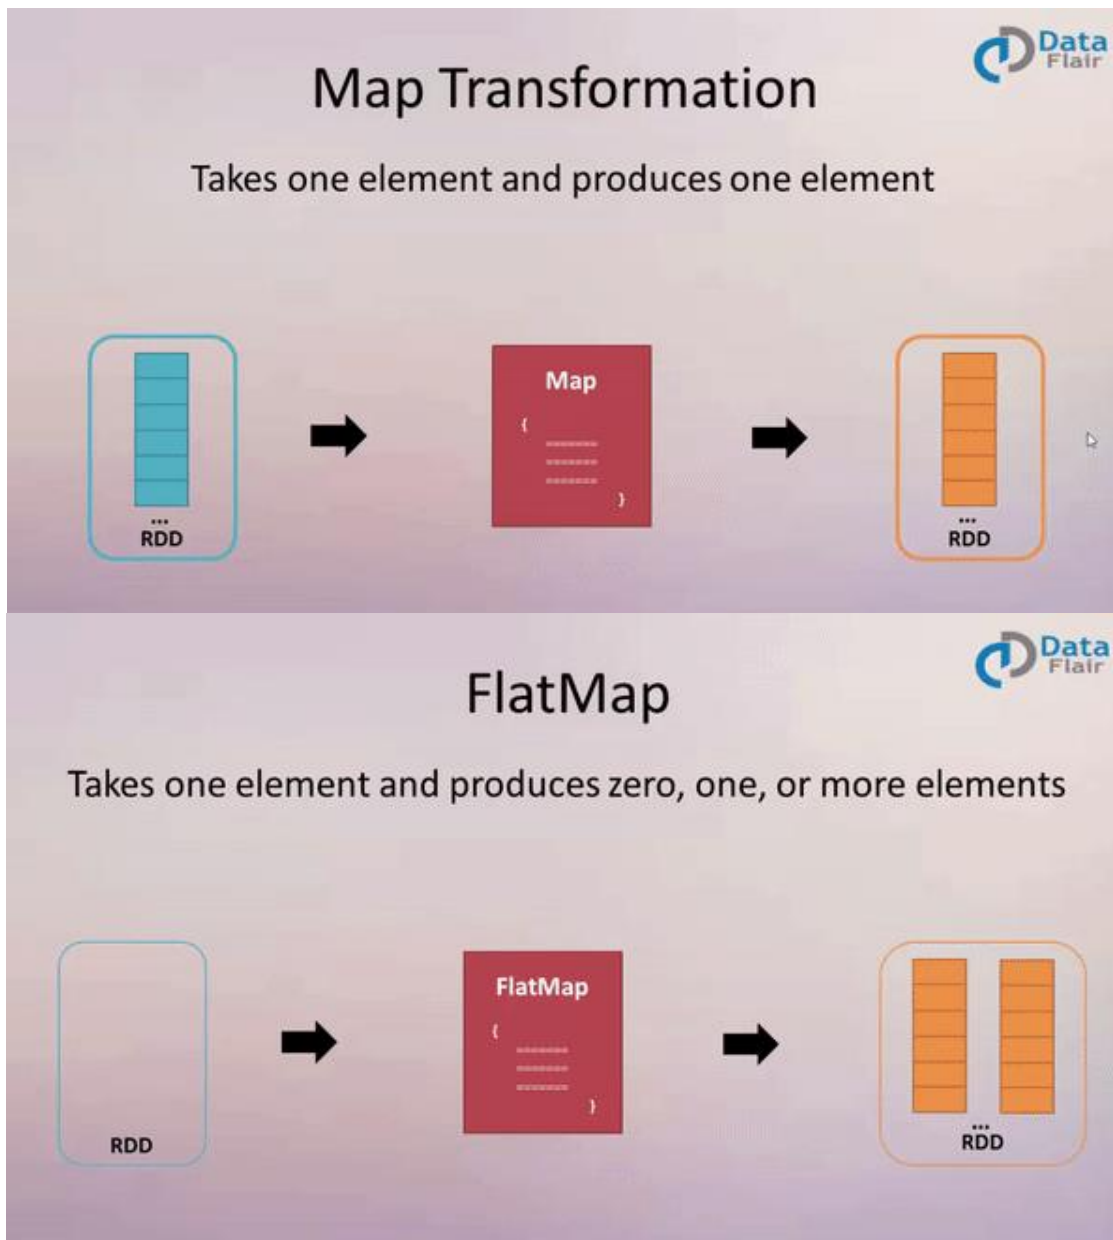 Data
Flair
Map Transformation
Takes one element and produces one element
Map
{
=======
=======
=======
}
...
RDD
...
RDD
Data
Flair
FlatMap
Takes one element and produces zero, one, or more elements
FlatMap
{
=======
=======
=======
}
RDD
...
RDD